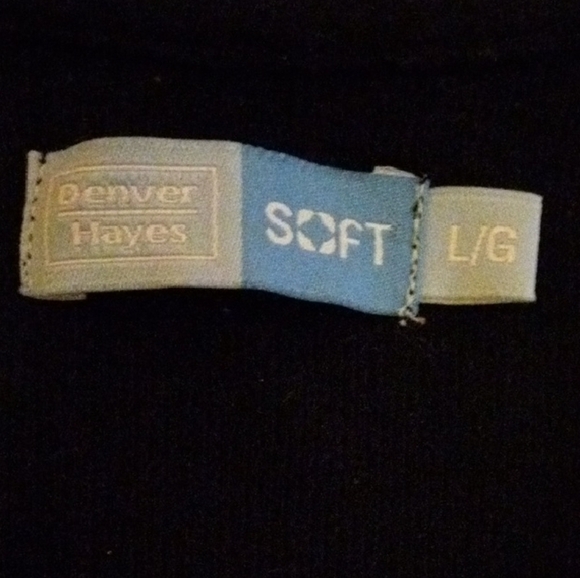 Denver
Hayes
SOFT
L/G